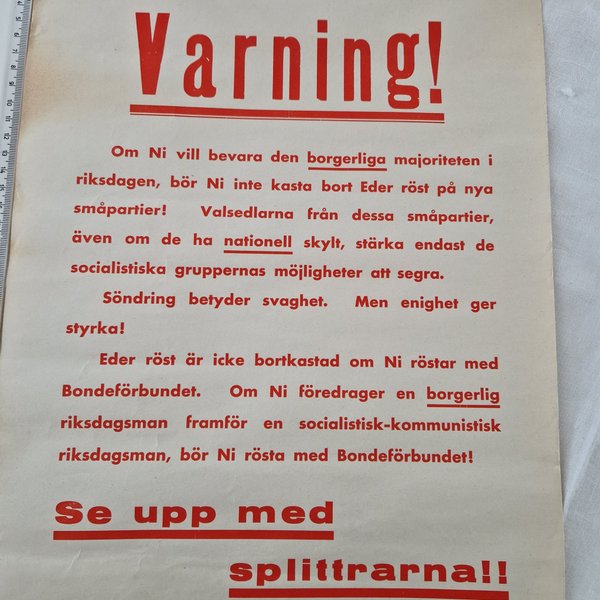 Varning!
Om Ni vill bevara den borgerliga majoriteten i
riksdagen, bör Ni inte kasta bort Eder röst på nya
småpartier! Valsedlarna från dessa småpartier,
även om de ha nationell skylt, stärka endast de
socialistiska gruppernas möjligheter att segra.
Söndring betyder svaghet. Men enighet ger
styrka!
Eder röst är icke bortkastad om Ni röstar med
Bondeförbundet. Om Ni föredrager en borgerlig
riksdagsman framför en socialistisk-kommunistisk
riksdagsman, bör Ni rösta med Bondeförbundet!
Se upp med
splittrarna!!